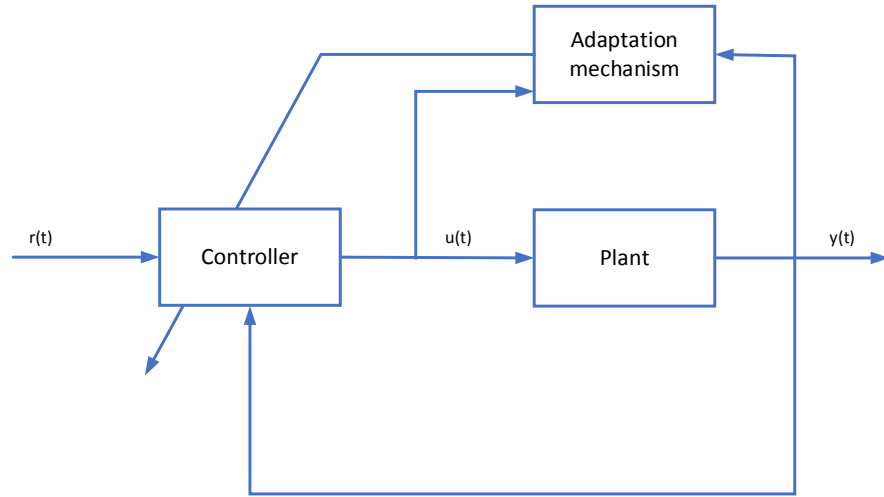 Adaptation
mechanism
r(t)
Controller
u(t)
Plant
y(t)